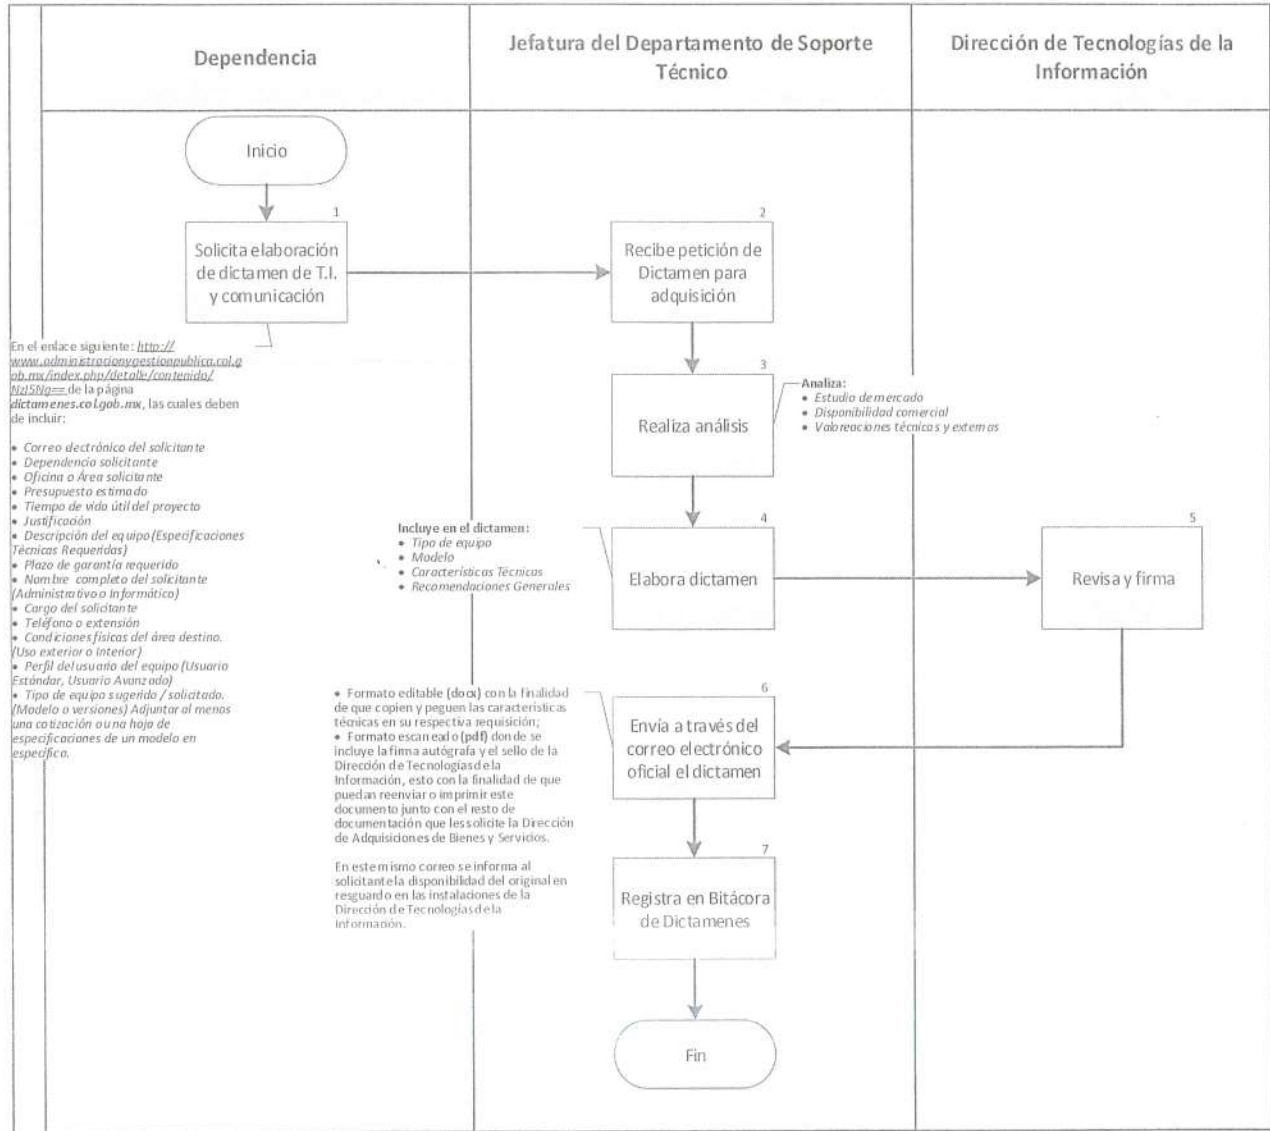 Dependencia
Jefatura del Departamento de Soporte
Técnico
Dirección de Tecnologías de la
Información
Inicio
1
Solicita elaboración
de dictamen de T.I.
y comunicación
2
Recibe petición de
Dictamen para
adquisición
En el enlace siguiente: http://
www.administracionygestionpublica.col.g
ob.mx/index.php/detalle/contenido/
NzI5Ng== de la página
dictamenes.col.gob.mx, las cuales deben
de incluir:
• Correo electrónico del solicitante
• Dependencia solicitante
• Oficina o Área solicitante
• Presupuesto estimado
• Tiempo de vida útil del proyecto
• Justificación
• Descripción del equipo (Especificaciones
Técnicas Requeridas)
• Plazo de garantía requerido
• Nombre completo del solicitante
(Administrativo o Informático)
• Cargo del solicitante
• Teléfono o extensión
• Condiciones físicas del área destino.
(Uso exterior o Interior)
• Perfil del usuario del equipo (Usuario
Estándar, Usuario Avanzado)
• Tipo de equipo sugerido / solicitado.
(Modelo o versiones) Adjuntar al menos
una cotización o una hoja de
especificaciones de un modelo en
específico.
3
Realiza análisis
Analiza:
• Estudio de mercado
• Disponibilidad comercial
• Valoreaciones técnicas y externas
Incluye en el dictamen:
• Tipo de equipo
• Modelo
• Características Técnicas
• Recomendaciones Generales
4
Elabora dictamen
5
Revisa y firma
• Formato editable (docx) con la finalidad
de que copien y peguen las características
técnicas en su respectiva requisición;
• Formato escaneado (pdf) donde se
incluye la firma autógrafa y el sello de la
Dirección de Tecnologías de la
Información, esto con la finalidad de que
puedan reenviar o imprimir este
documento junto con el resto de
documentación que les solicite la Dirección
de Adquisiciones de Bienes y Servicios.
En este mismo correo se informa al
solicitante la disponibilidad del original en
resguardo en las instalaciones de la
Dirección de Tecnologías de la
Información.
6
Envía a través del
correo electrónico
oficial el dictamen
7
Registra en Bitácora
de Dictamenes
Fin